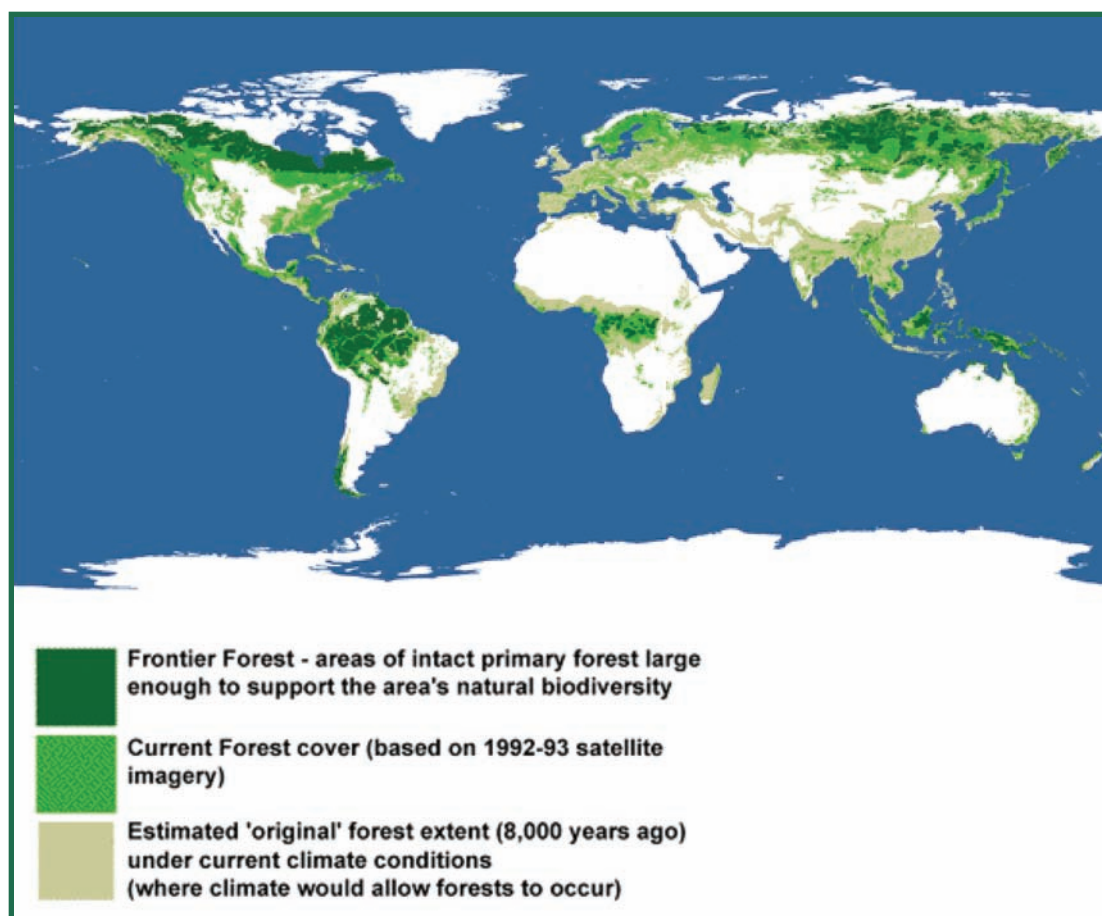 Frontier Forest - areas of intact primary forest large
enough to support the area's natural biodiversity
Current Forest cover (based on 1992-93 satellite
imagery)
Estimated 'original' forest extent (8,000 years ago)
under current climate conditions
(where climate would allow forests to occur)